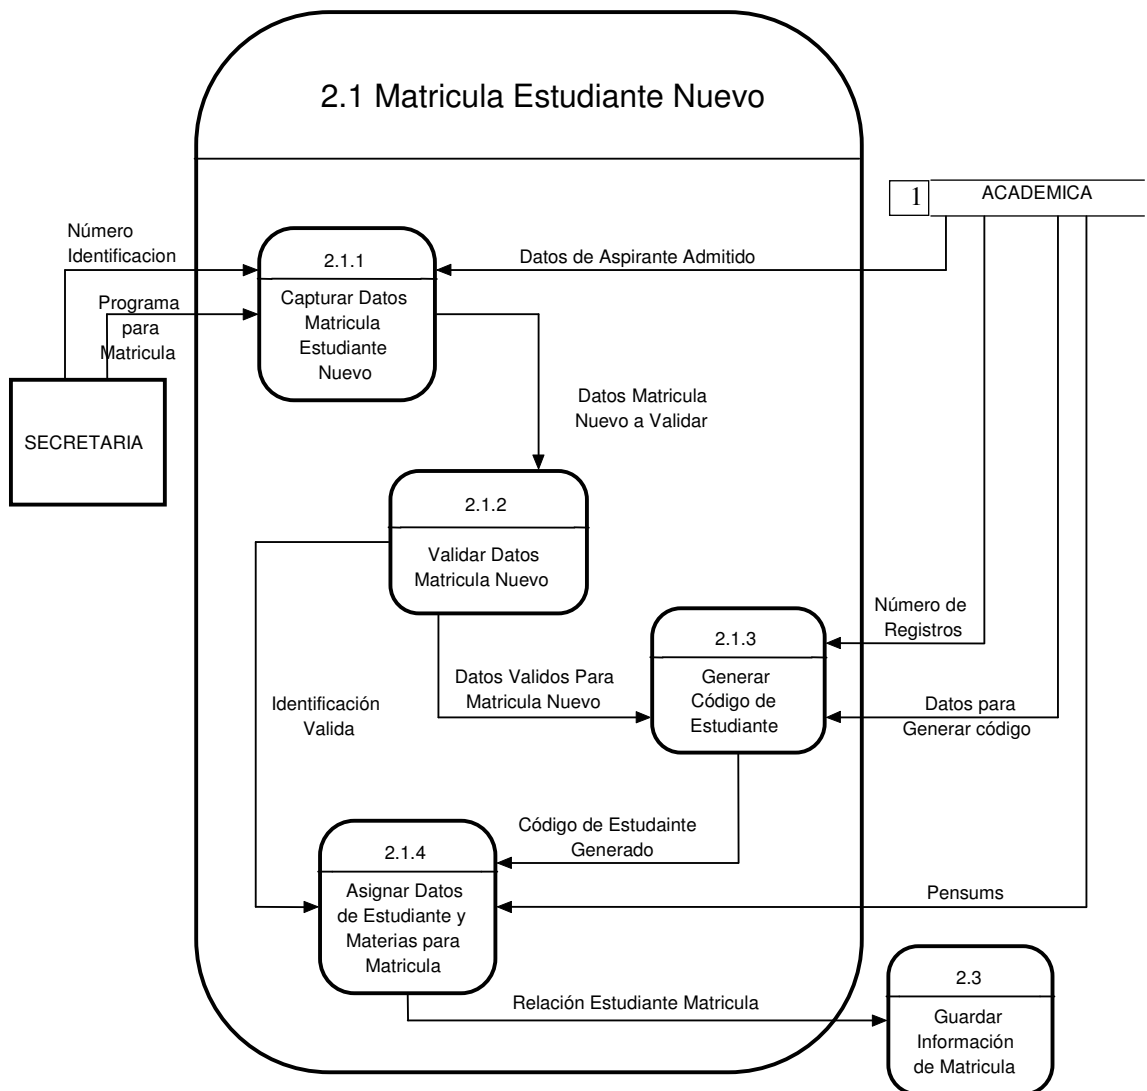 2.1 Matricula Estudiante Nuevo
1
ACADEMICA
Número
Identificacion
2.1.1
Datos de Aspirante Admitido
Capturar Datos
Matricula
Estudiante
Nuevo
Programa
para
Matricula
SECRETARIA
Datos Matricula
Nuevo a Validar
2.1.2
Validar Datos
Matricula Nuevo
Número de
Registros
2.1.3
Generar
Código de
Estudiante
Datos Validos Para
Matricula Nuevo
Identificación
Valida
Datos para
Generar código
Código de Estudainte
Generado
2.1.4
Asignar Datos
de Estudiante y
Materias para
Matricula
Pensums
Relación Estudiante Matricula
2.3
Guardar
Información
de Matricula